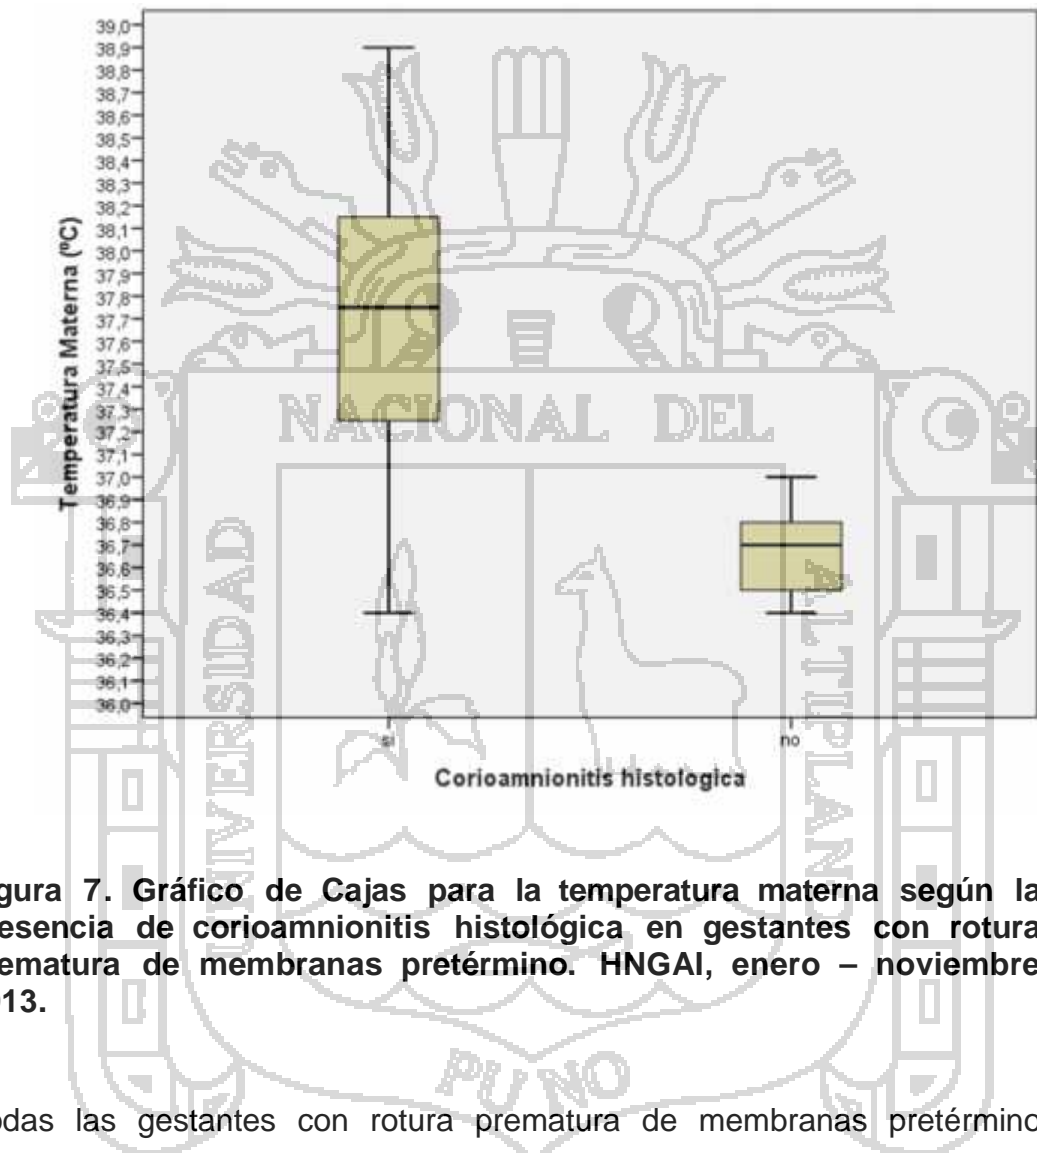 39,0
38,9
38,8
38,7
38,6
38,5
38,4
38,3
38,2
38,1
38,0
37,9
37,8
37,7
37,6
37,5
37,4
37,3
37,2
37,1
37,0
36,9
36,8
36,7
36,6
36,5
36,4
36,3
36,2
36,1
36,0
Temperatura Materna (ºC)
si
no
Corioamnionitis histologica
NACIONAL DEL
UNIVERSIDAD
ALTIPLANO
PUNO
gura 7. Gráfico de Cajas para la temperatura materna según la
esencia de corioamnionitis histológica en gestantes con rotura
ematura de membranas pretérmino. HNGAI, enero – noviembre
013.
odas las gestantes con rotura prematura de membranas pretérmino